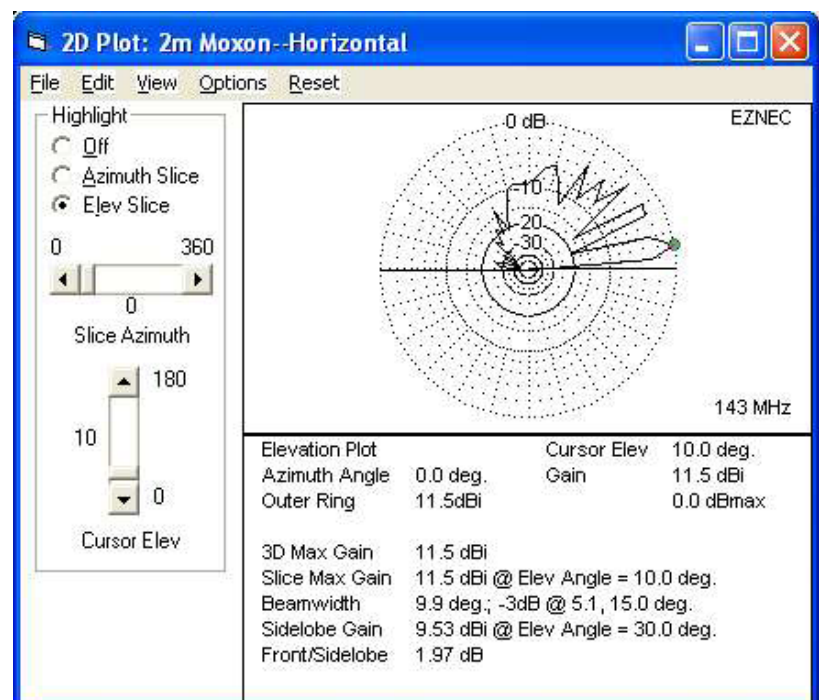 2D Plot: 2m Moxon--Horizontal
File Edit View Options Reset
Highlight
Off
Azimuth Slice
Elev Slice
0 360
0
Slice Azimuth
180
10
0
Cursor Elev
0 dB
EZNEC
-10
-20
-30
143 MHz
Elevation Plot Cursor Elev 10.0 deg.
Azimuth Angle 0.0 deg. Gain 11.5 dBi
Outer Ring 11.5dBi 0.0 dBmax
3D Max Gain 11.5 dBi
Slice Max Gain 11.5 dBi @ Elev Angle = 10.0 deg.
Beamwidth 9.9 deg.; -3dB @ 5.1, 15.0 deg.
Sidelobe Gain 9.53 dBi @ Elev Angle = 30.0 deg.
Front/Sidelobe 1.97 dB